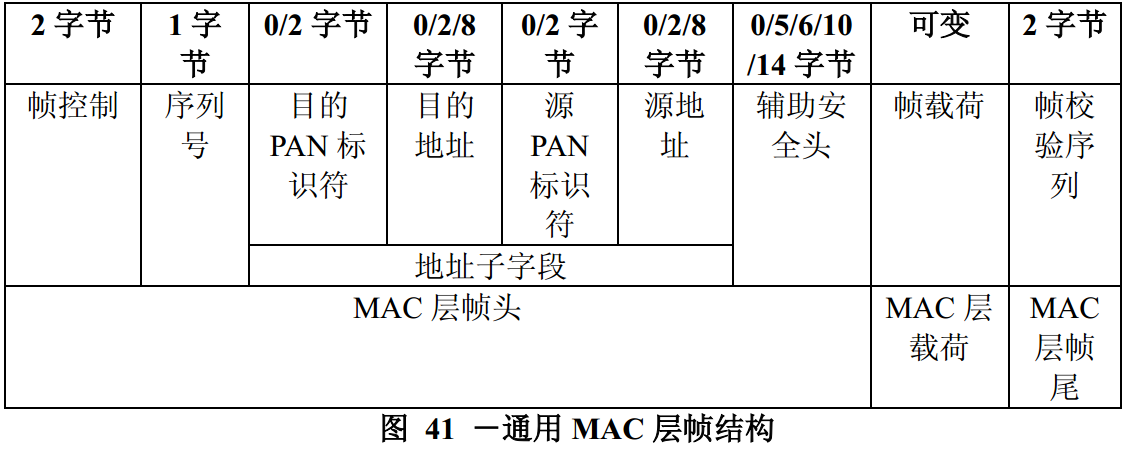 2 字节 1 字节 0/2 字节 0/2/8 字节 0/2 字节 0/2/8 字节 0/5/6/10/14 字节 可变 2 字节
帧控制 序列号 目的 PAN 标识符 目的地址 源 PAN 标识符 源地址 辅助安全头 帧载荷 帧校验序列
地址子字段
MAC 层帧头 MAC 层载荷 MAC 层帧尾
图 41 －通用 MAC 层帧结构